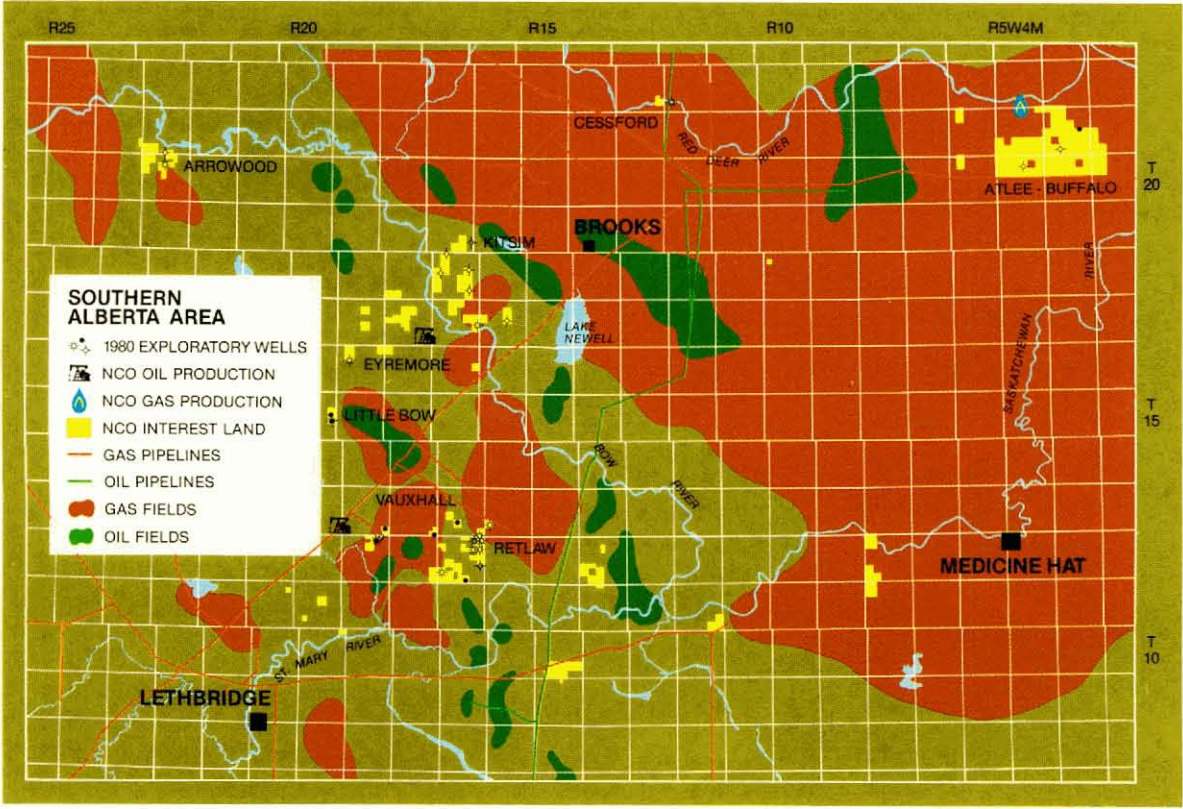 R25 R20 R15 R10 R5W4M
CESSFORD
RED DEER RIVER
ARROWOOD
T
20
ATLEE - BUFFALO
BROOKS
KITSIM
RIVER
SOUTHERN
ALBERTA AREA
1980 EXPLORATORY WELLS
NCO OIL PRODUCTION
NCO GAS PRODUCTION
NCO INTEREST LAND
GAS PIPELINES
OIL PIPELINES
GAS FIELDS
OIL FIELDS
LAKE
NEWELL
EYREMORE
SASKATCHEWAN
LITTLE BOW
T
15
BOW RIVER
VAUXHALL
RETLAW
MEDICINE HAT
ST. MARY RIVER
T
10
LETHBRIDGE